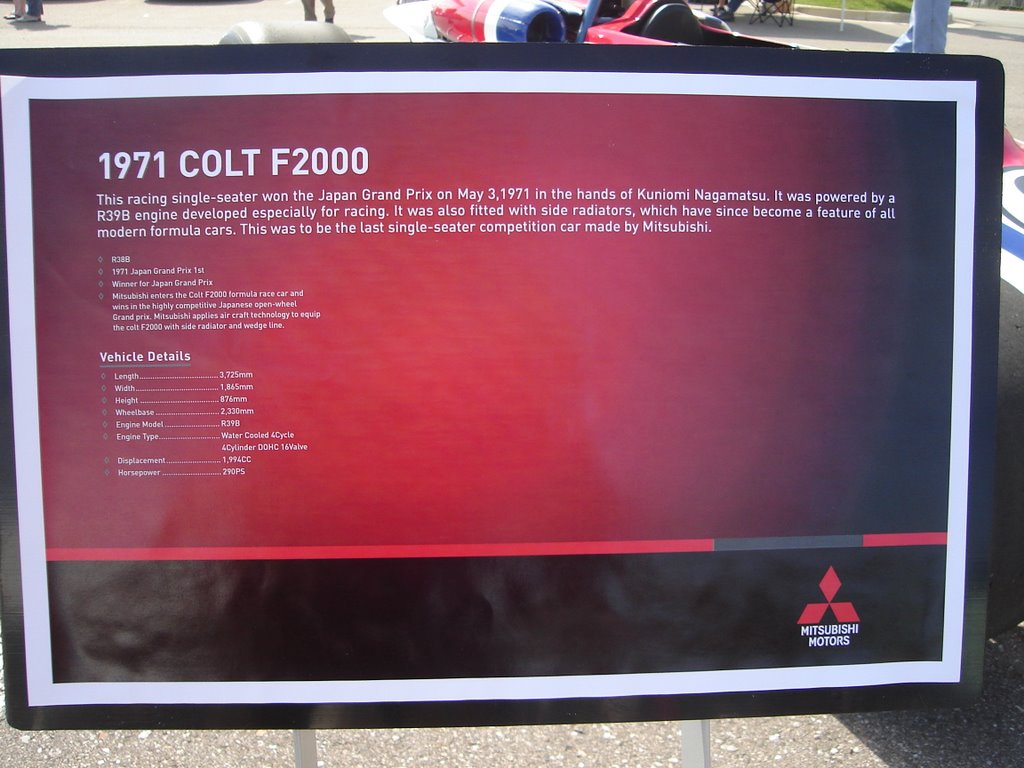 1971 COLT F2000
This racing single-seater won the Japan Grand Prix on May 3,1971 in the hands of Kuniomi Nagamatsu. It was powered by a
R39B engine developed especially for racing. It was also fitted with side radiators, which have since become a feature of all
modern formula cars. This was to be the last single-seater competition car made by Mitsubishi.
◊ R38B
◊ 1971 Japan Grand Prix 1st
◊ Winner for Japan Grand Prix
◊ Mitsubishi enters the Colt F2000 formula race car and
wins in the highly competitive Japanese open-wheel
Grand prix. Mitsubishi applies air craft technology to equip
the colt F2000 with side radiator and wedge line.
Vehicle Details
◊ Length....................................3,725mm
◊ Width.....................................1,865mm
◊ Height ...................................876mm
◊ Wheelbase ............................2,330mm
◊ Engine Model ........................R39B
◊ Engine Type...........................Water Cooled 4Cycle
4Cylinder DOHC 16Valve
◊ Displacement........................1,994CC
◊ Horsepower ..........................290PS
MITSUBISHI
MOTORS